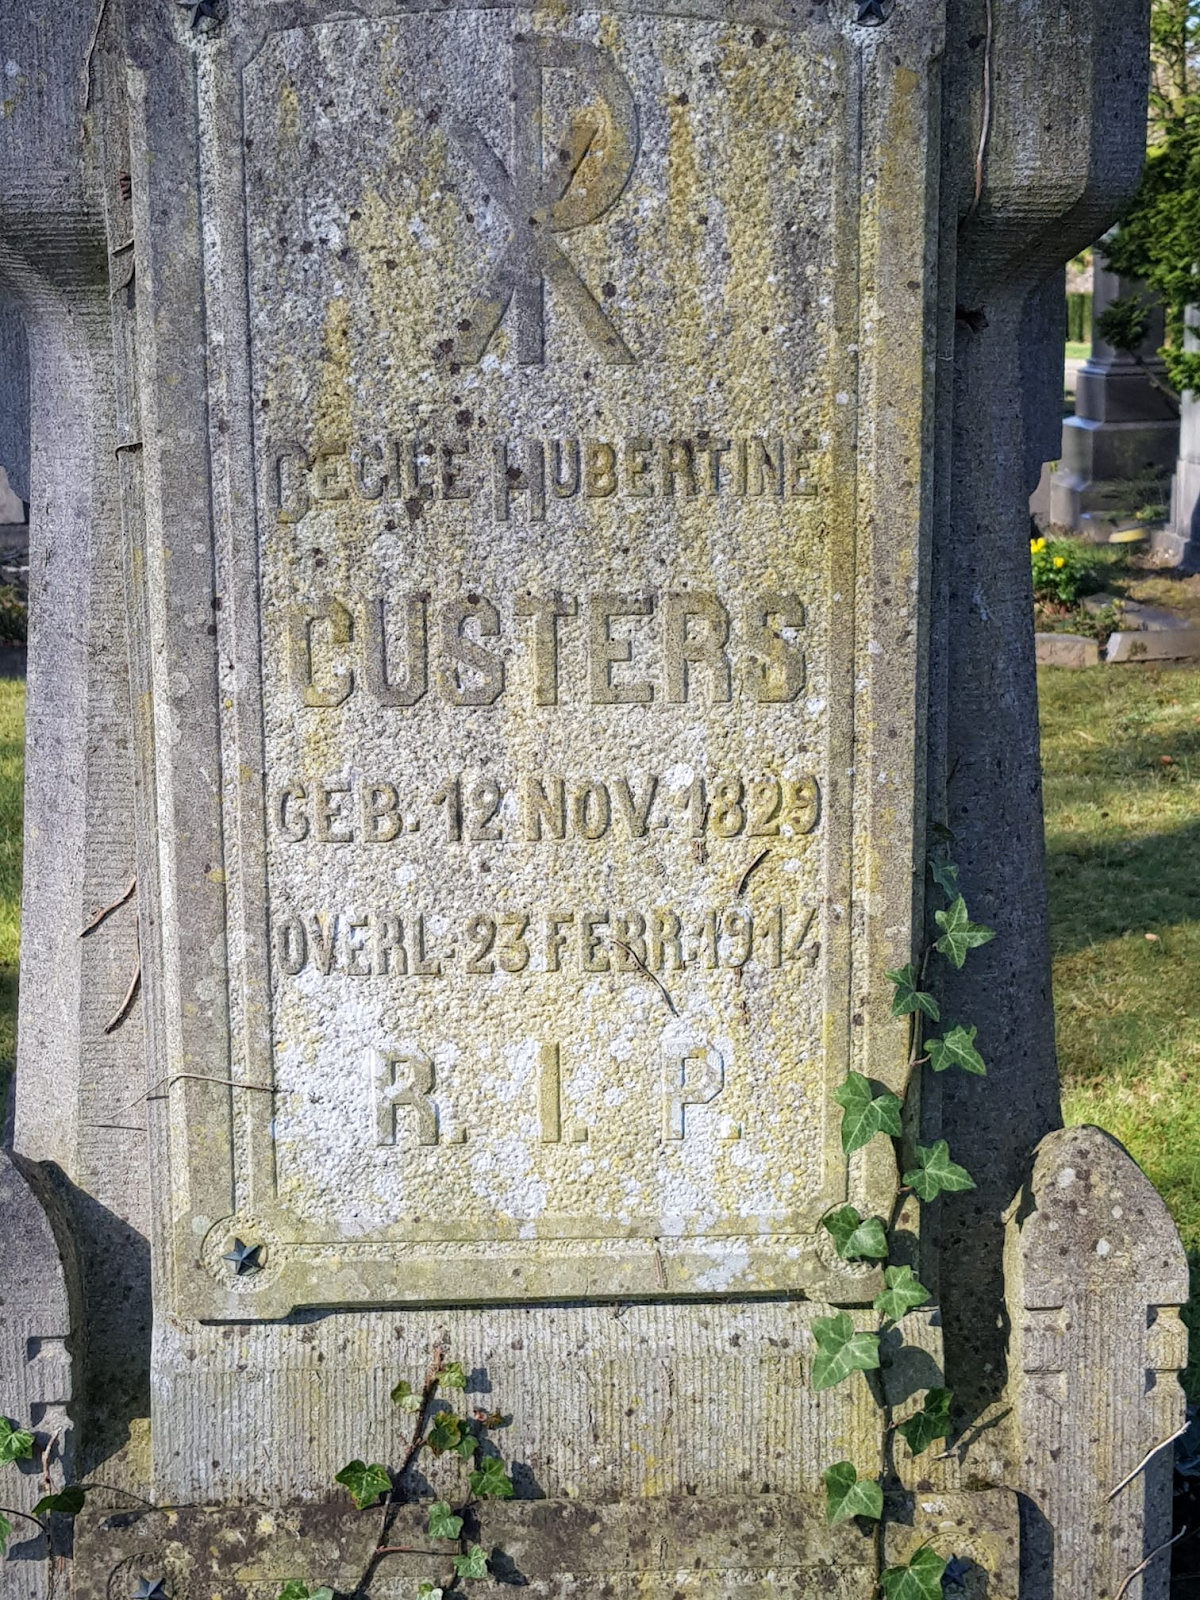 CECILE HUBERTINE
CUSTERS
GEB. 12 NOV. 1829
OVERL. 23 FEBR. 1914
R. I. P.